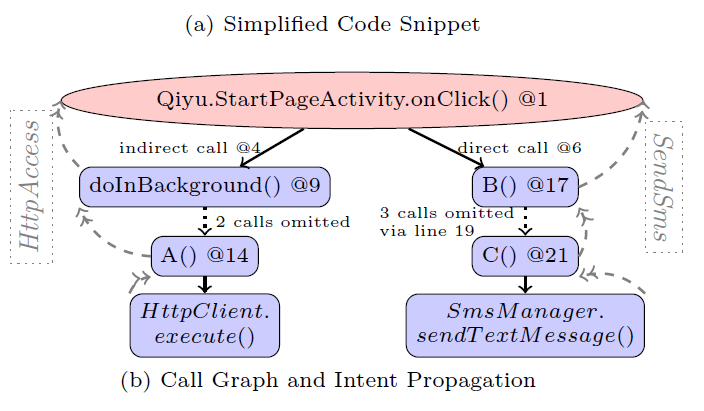 (a) Simplified Code Snippet
Qiyu.StartPageActivity.onClick() @1
indirect call @4
direct call @6
HttpAccess
doInBackground() @9
B() @17
SendSms
2 calls omitted
3 calls omitted
via line 19
A() @14
C() @21
HttpClient.
execute()
SmsManager.
sendTextMessage()
(b) Call Graph and Intent Propagation